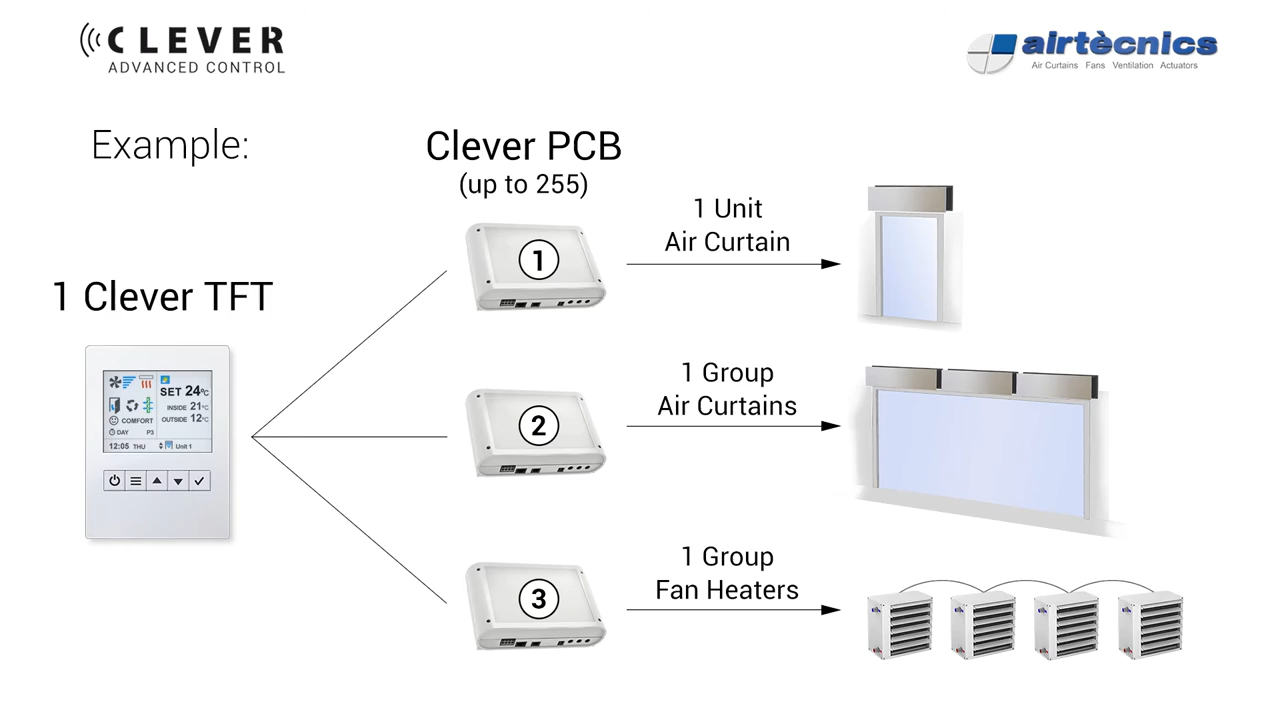 CLEVER
ADVANCED CONTROL
airtècnics
Air Curtains Fans Ventilation Actuators
Example:
Clever PCB
(up to 255)
1 Clever TFT
SET 24°C
INSIDE 21°C
OUTSIDE 12°C
COMFORT
DAY P3
12:05 THU Unit 1
1
1 Unit
Air Curtain
2
1 Group
Air Curtains
3
1 Group
Fan Heaters